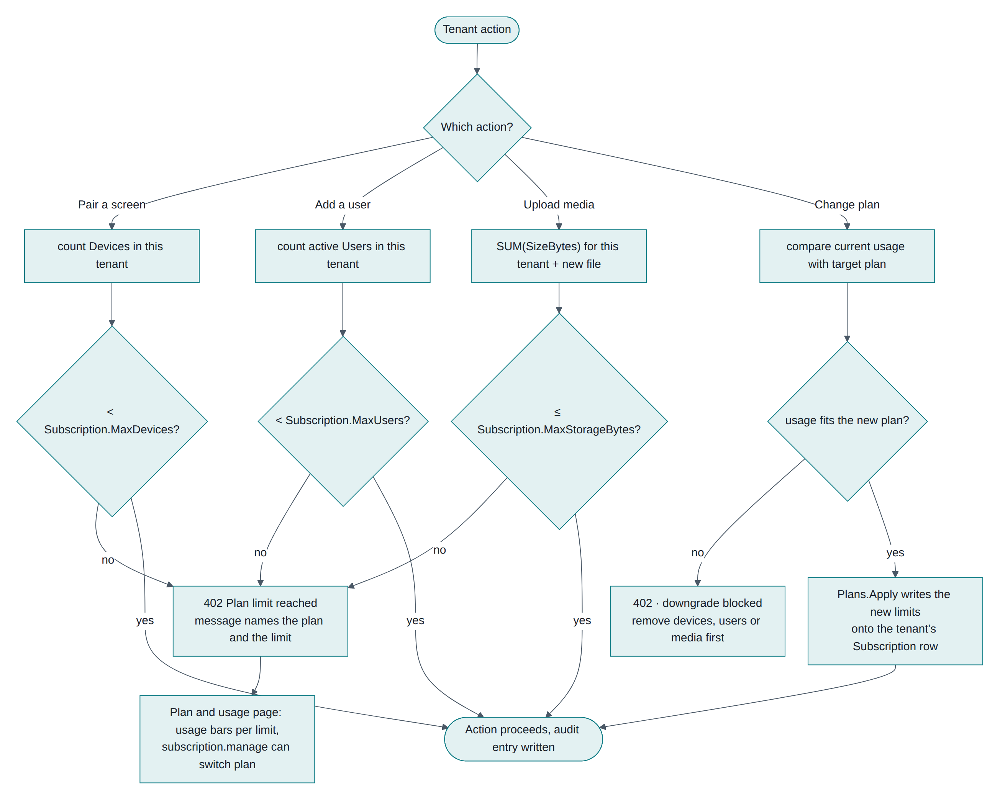 Tenant action
Which action?
Pair a screen
Add a user
Upload media
Change plan
count Devices in this
tenant
count active Users in this
tenant
SUM(SizeBytes) for this
tenant + new file
compare current usage
with target plan
<
Subscription.MaxDevices?
< Subscription.MaxUsers?
≤
Subscription.MaxStorageBytes?
usage fits the new plan?
no
no
no
no
yes
yes
yes
yes
402 Plan limit reached
message names the plan
and the limit
402 · downgrade blocked
remove devices, users or
media first
Plans.Apply writes the
new limits
onto the tenant's
Subscription row
Plan and usage page:
usage bars per limit,
subscription.manage can
switch plan
Action proceeds, audit
entry written